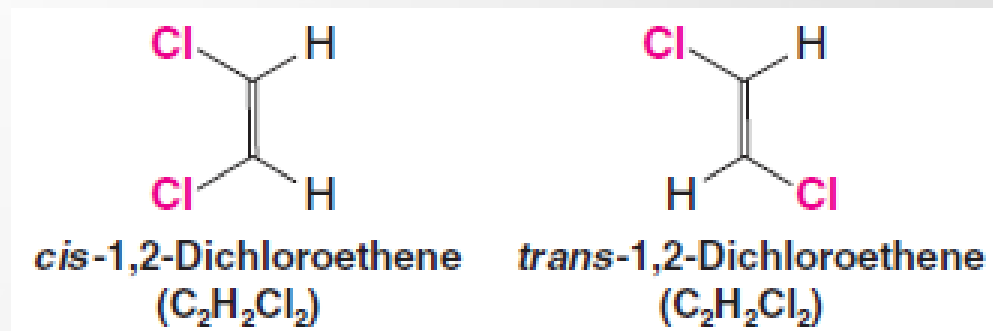 Cl H Cl H
Cl H H Cl
cis-1,2-Dichloroethene trans-1,2-Dichloroethene
(C₂H₂Cl₂) (C₂H₂Cl₂)